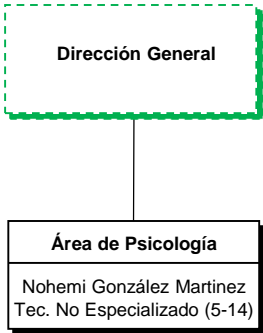 Dirección General
Área de Psicología
Nohemi González Martinez
Tec. No Especializado (5-14)